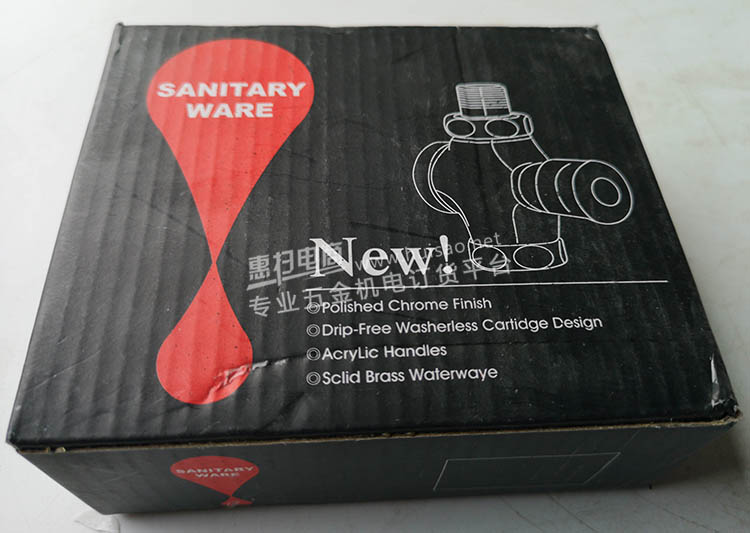 SANITARY
WARE
惠扫电商
New!
专业五金机电订货平台
◎Polished Chrome Finish
◎Drip-Free Washerless Cartidge Design
◎AcryLic Handles
◎Sclid Brass Waterwaye
SANITARY
WARE